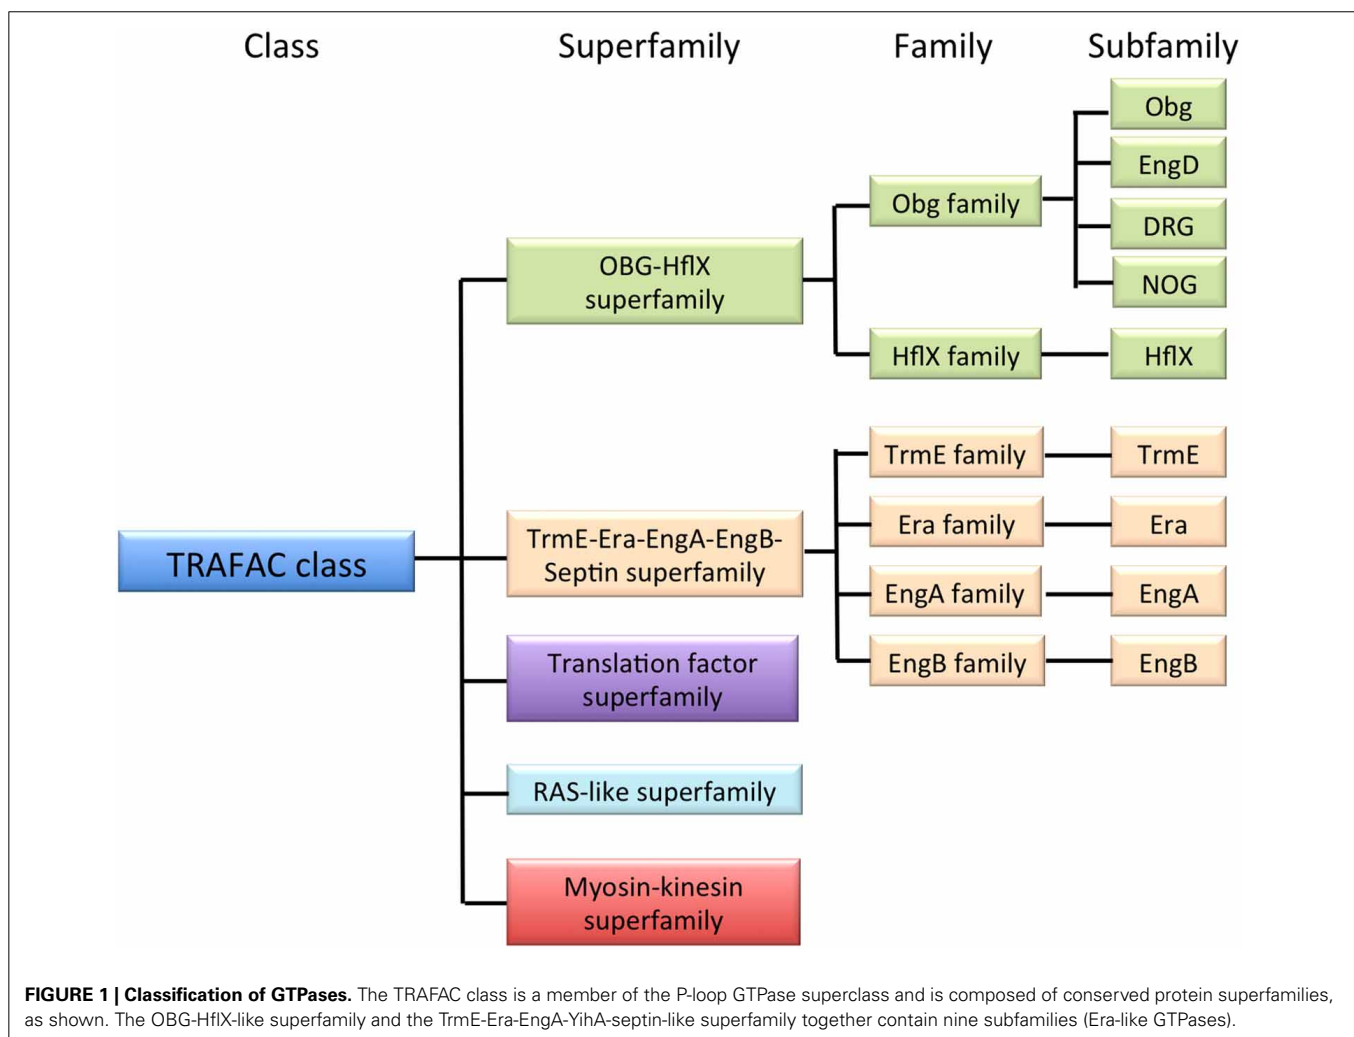 Class Superfamily Family Subfamily
Obg
EngD
Obg family
DRG
OBG-HflX
superfamily
NOG
HflX family
HflX
TrmE family
TrmE
TrmE-Era-EngA-EngB-
Septin superfamily
Era family
Era
TRAFAC class
EngA family
EngA
EngB family
EngB
Translation factor
superfamily
RAS-like superfamily
Myosin-kinesin
superfamily
FIGURE 1 | Classification of GTPases. The TRAFAC class is a member of the P-loop GTPase superclass and is composed of conserved protein superfamilies,
as shown. The OBG-HflX-like superfamily and the TrmE-Era-EngA-YihA-septin-like superfamily together contain nine subfamilies (Era-like GTPases).